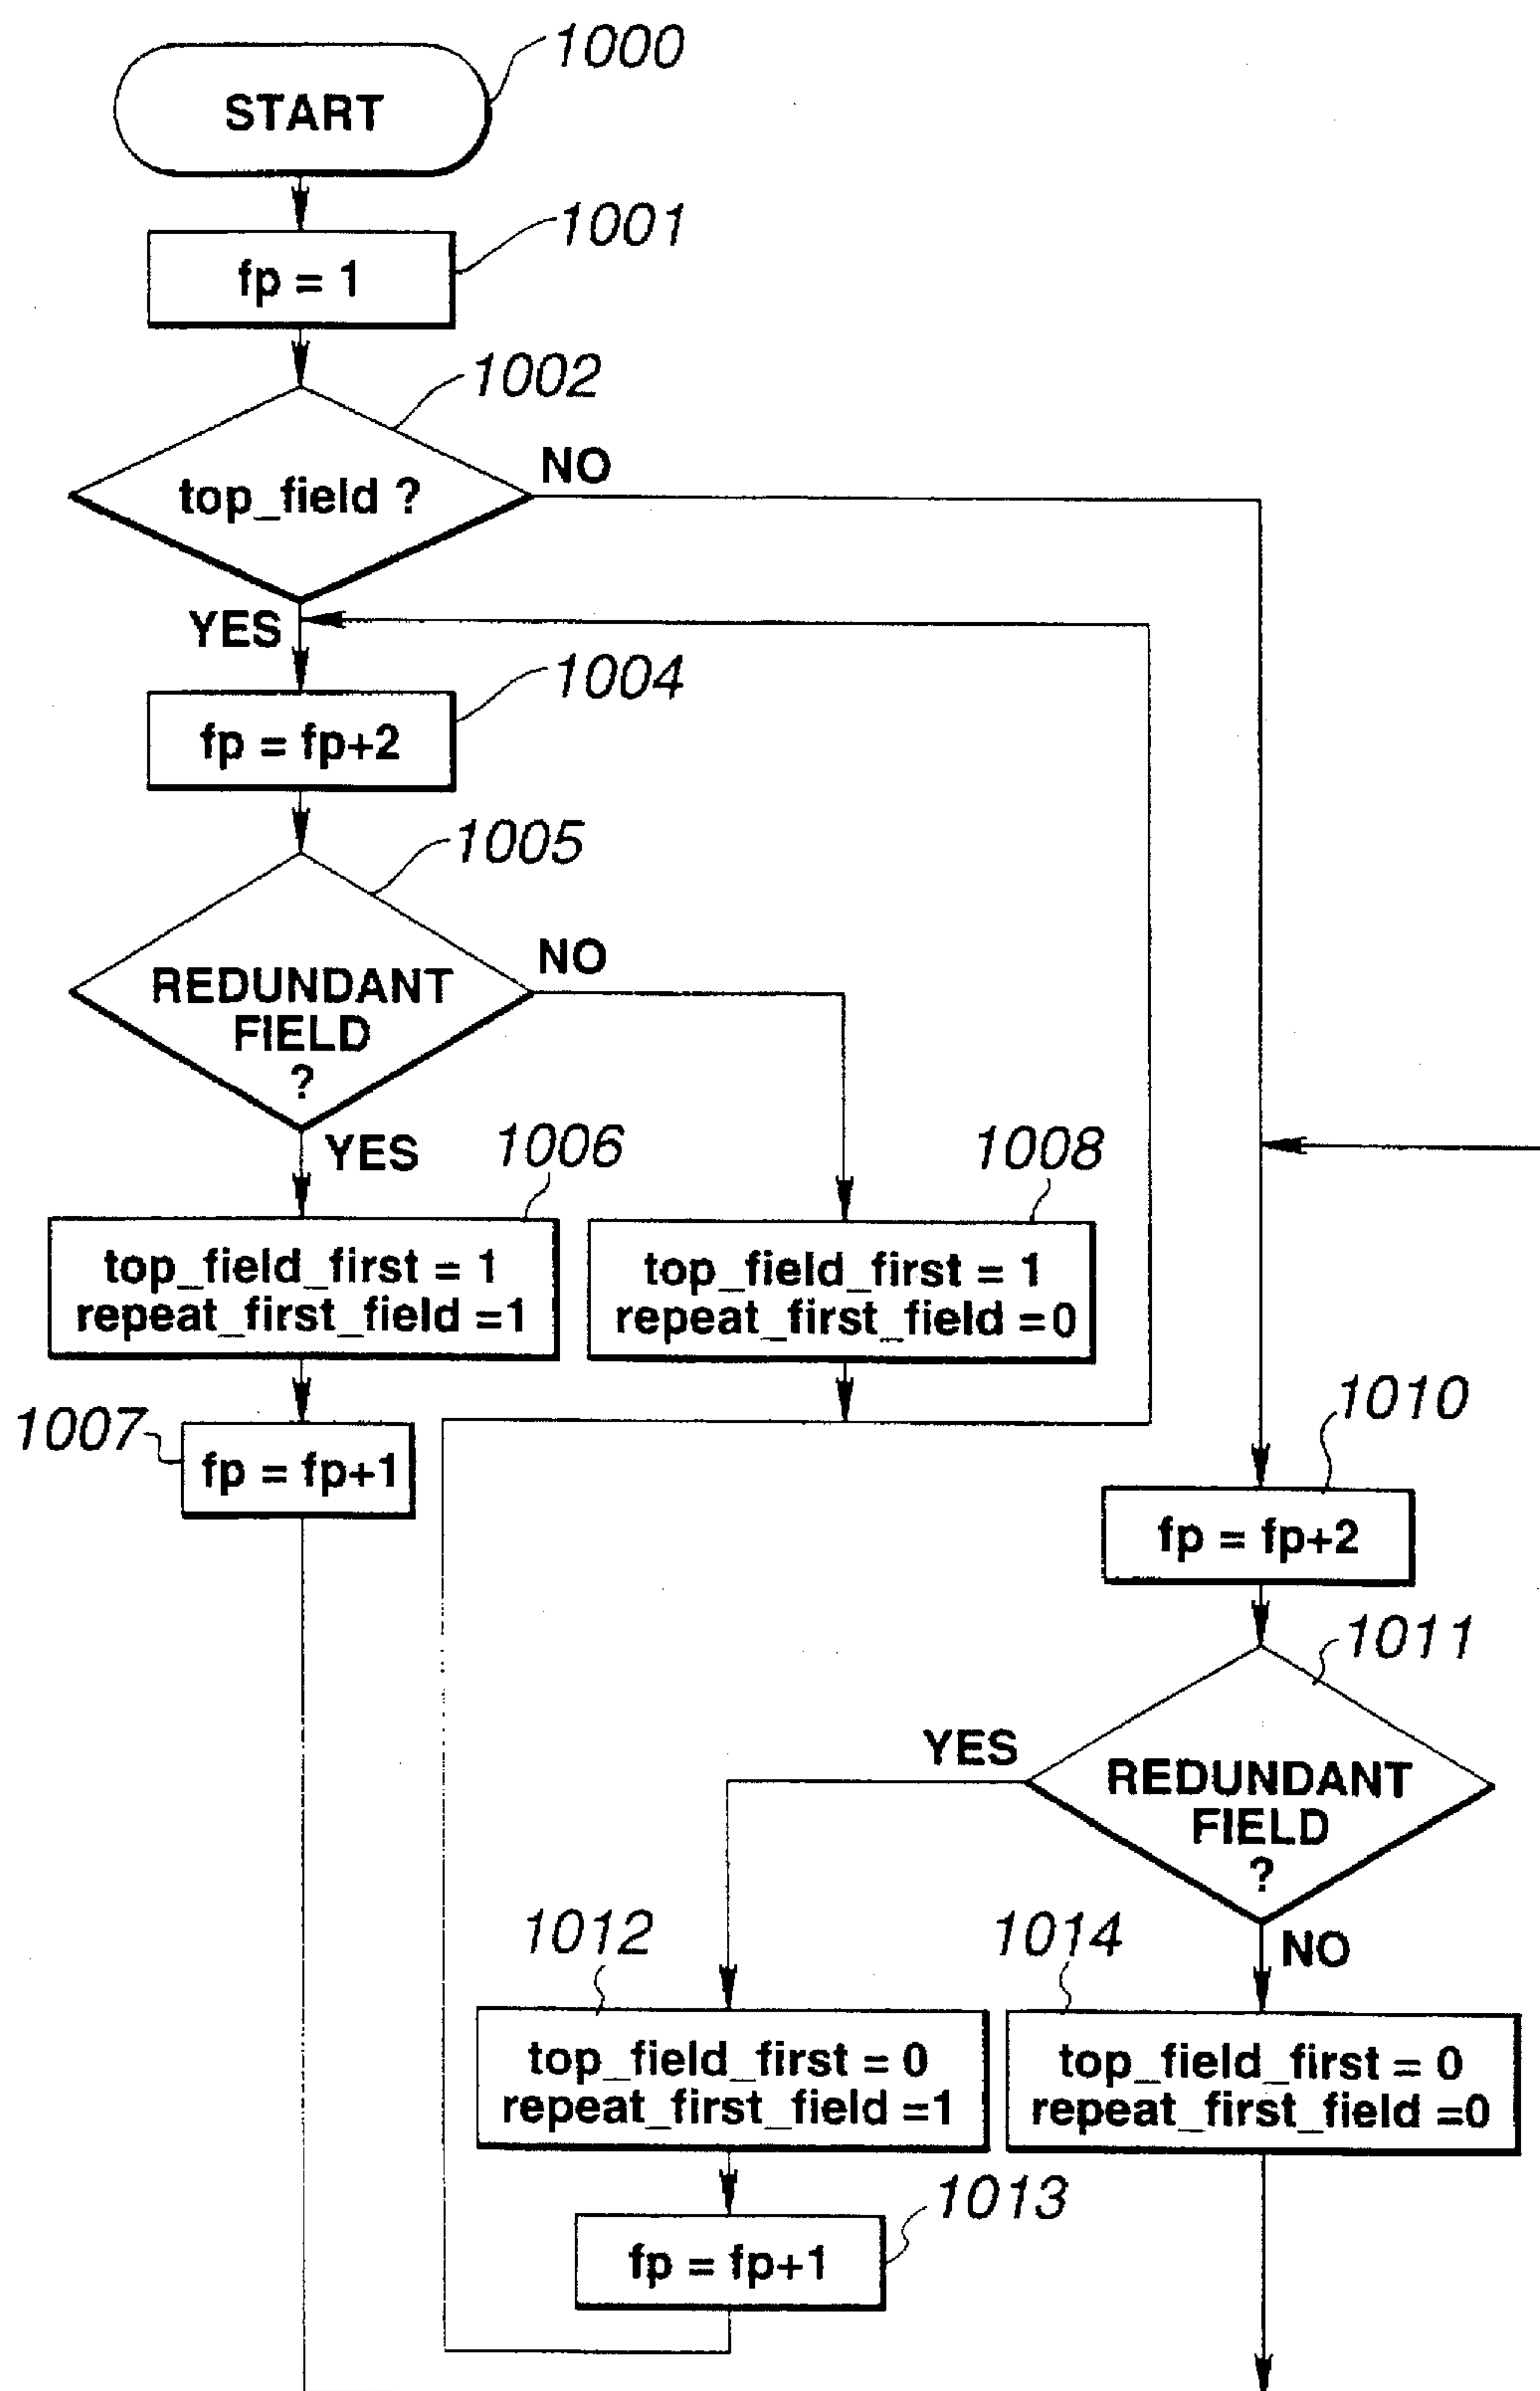 1000
START
1001
fp = 1
1002
top_field ?
NO
YES
1004
fp = fp+2
1005
REDUNDANT
FIELD
?
NO
YES
1006
top_field_first = 1
repeat_first_field =1
1008
top_field_first = 1
repeat_first_field =0
1007
fp = fp+1
1010
fp = fp+2
1011
REDUNDANT
FIELD
?
YES
NO
1012
top_field_first = 0
repeat_first_field =1
1014
top_field_first = 0
repeat_first_field =0
1013
fp = fp+1